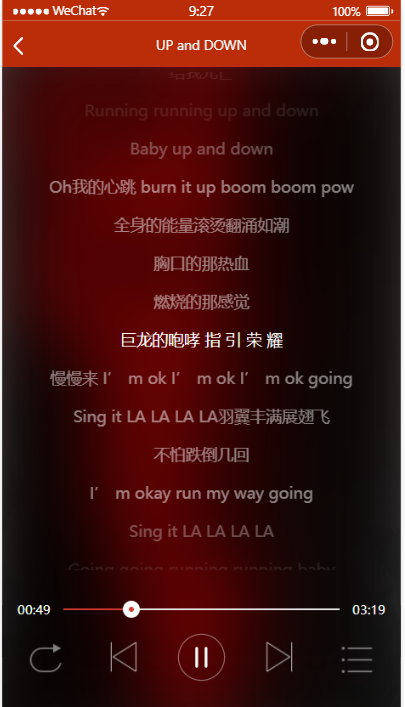 WeChat
9:27
100%
UP and DOWN
Running running up and down
Baby up and down
Oh我的心跳 burn it up boom boom pow
全身的能量滚烫翻涌如潮
胸口的那热血
燃烧的那感觉
巨龙的咆哮 指 引 荣 耀
慢慢来 I’ m ok I’ m ok I’ m ok going
Sing it LA LA LA LA羽翼丰满展翅飞
不怕跌倒几回
I’ m okay run my way going
Sing it LA LA LA LA
Going going running running baby
00:49
03:19